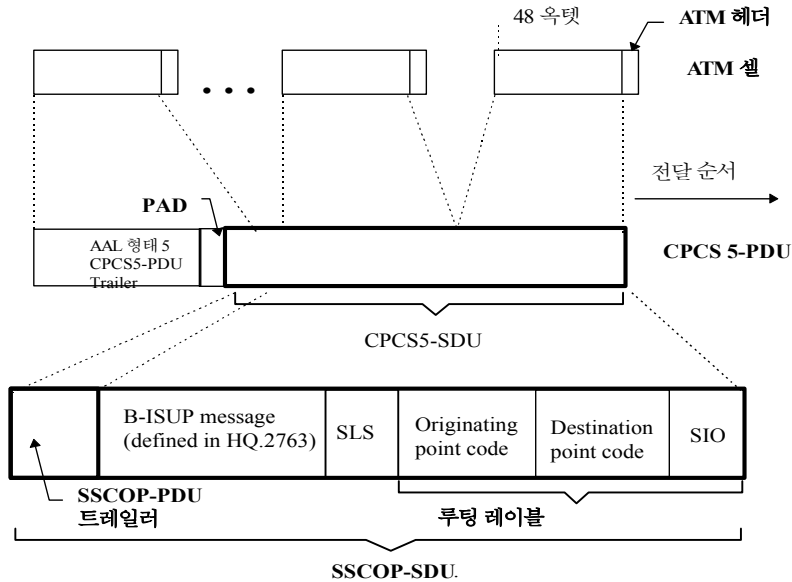 48 옥텟
ATM 헤더
ATM 셀
• • •
전달 순서
PAD
AAL 형태 5
CPCS5-PDU
Trailer
CPCS 5-PDU
CPCS5-SDU
B-ISUP message
(defined in HQ.2763)
SLS
Originating
point code
Destination
point code
SIO
SSCOP-PDU
트레일러
루팅 레이블
SSCOP-SDU.